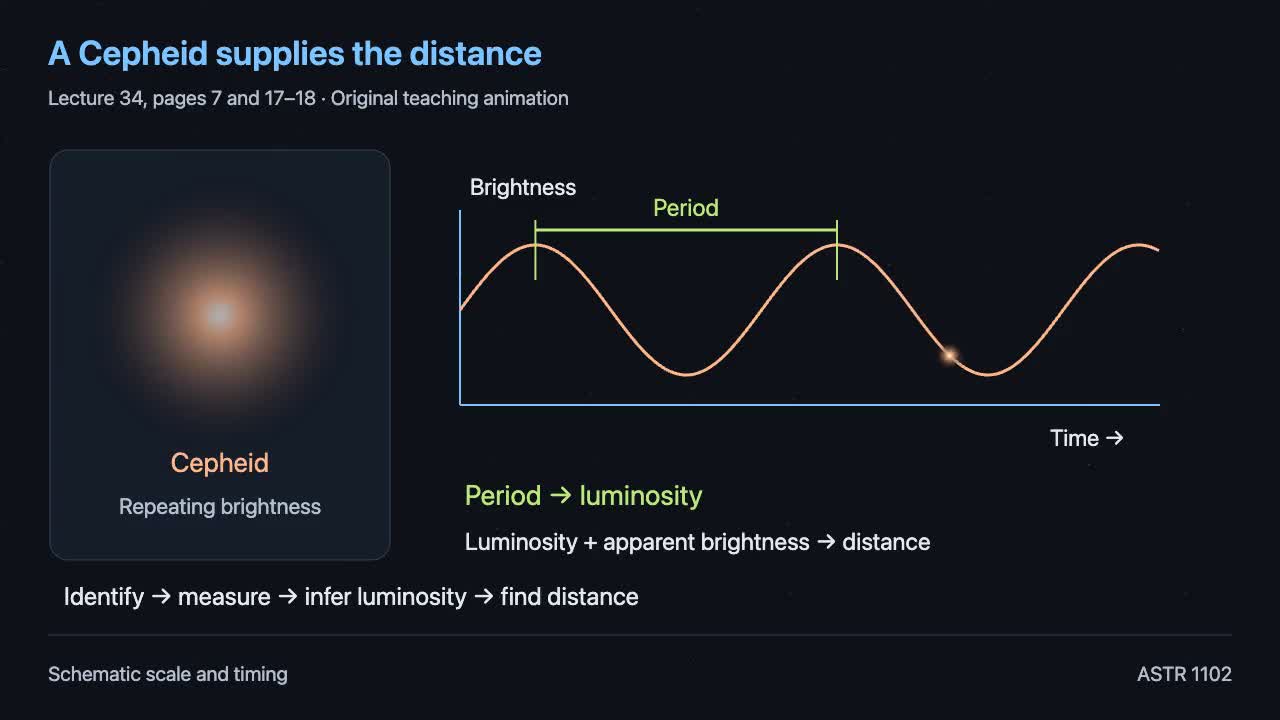 A Cepheid supplies the distance
Lecture 34, pages 7 and 17–18 · Original teaching animation
Brightness
Period
Time →
Cepheid
Repeating brightness
Period → luminosity
Luminosity + apparent brightness → distance
Identify → measure → infer luminosity → find distance
Schematic scale and timing
ASTR 1102